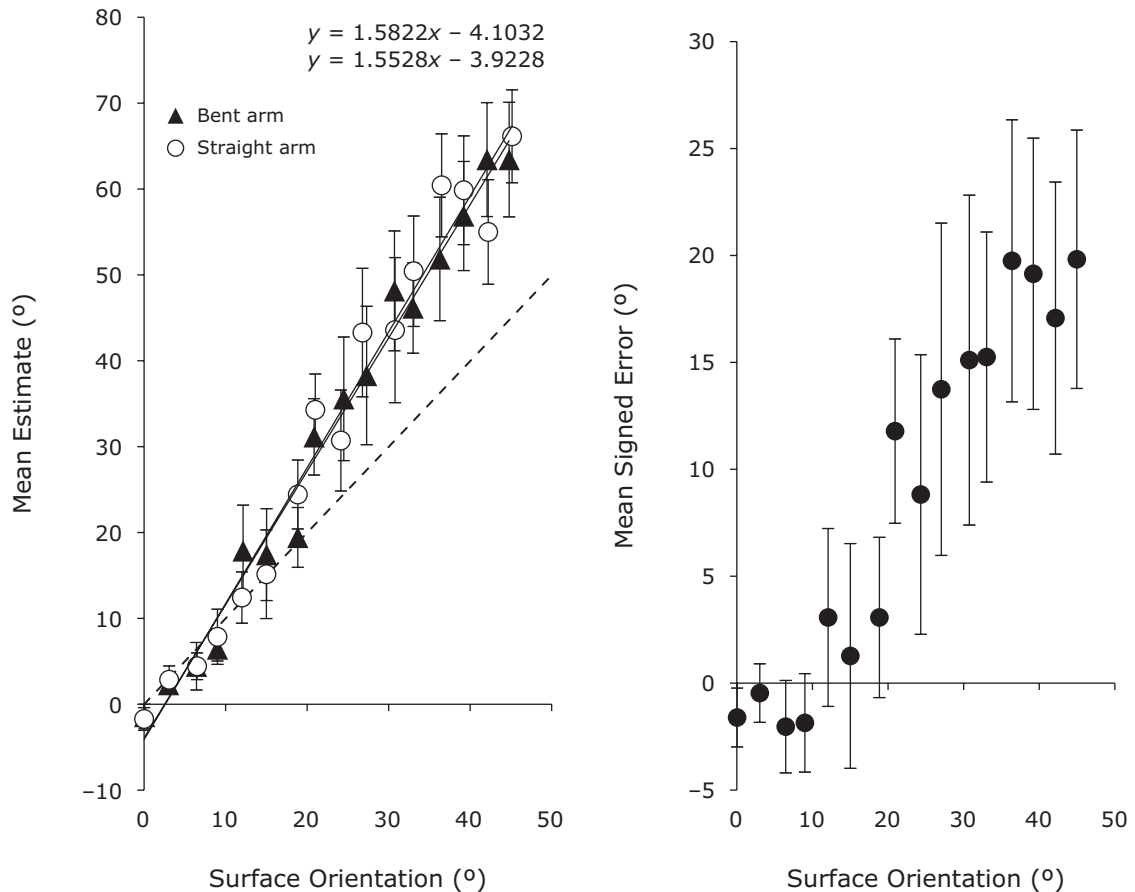 80
70
60
50
40
30
20
10
0
–10
0 10 20 30 40 50
Mean Estimate (º)
Surface Orientation (º)
y = 1.5822x – 4.1032
y = 1.5528x – 3.9228
Bent arm
Straight arm
30
25
20
15
10
5
0
–5
0 10 20 30 40 50
Mean Signed Error (º)
Surface Orientation (º)